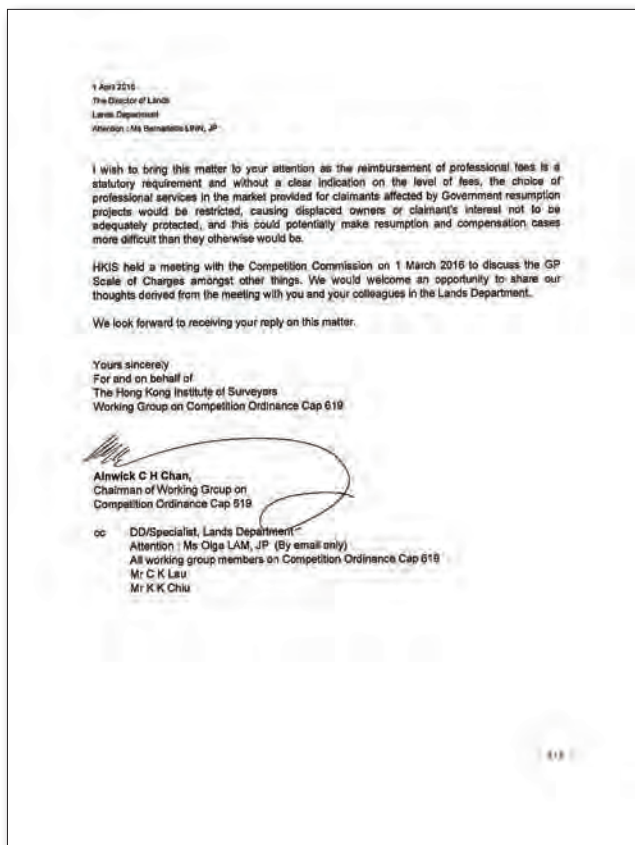 1 April 2016
The Director of Lands
Lands Department
Attention : Ms Bernadette LINN, JP
I wish to bring this matter to your attention as the reimbursement of professional fees is a
statutory requirement and without a clear indication on the level of fees, the choice of
professional services in the market provided for claimants affected by Government resumption
projects would be restricted, causing displaced owners or claimant's interest not to be
adequately protected, and this could potentially make resumption and compensation cases
more difficult than they otherwise would be.
HKIS held a meeting with the Competition Commission on 1 March 2016 to discuss the GP
Scale of Charges amongst other things. We would welcome an opportunity to share our
thoughts derived from the meeting with you and your colleagues in the Lands Department.
We look forward to receiving your reply on this matter.
Yours sincerely
For and on behalf of
The Hong Kong Institute of Surveyors
Working Group on Competition Ordinance Cap 619
Alnwick C H Chan,
Chairman of Working Group on
Competition Ordinance Cap 619
cc DD/Specialist, Lands Department
Attention : Ms Olga LAM, JP (By email only)
All working group members on Competition Ordinance Cap 619
Mr C K Lau
Mr K K Chiu